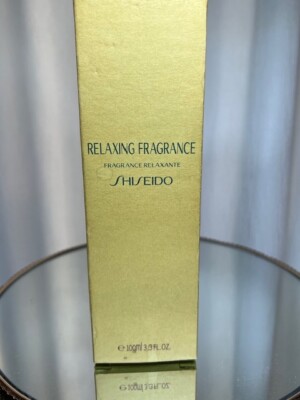 RELAXING FRAGRANCE
FRAGRANCE RELAXANTE
SHISEIDO
℮ 100ml 3.3 FL.OZ.